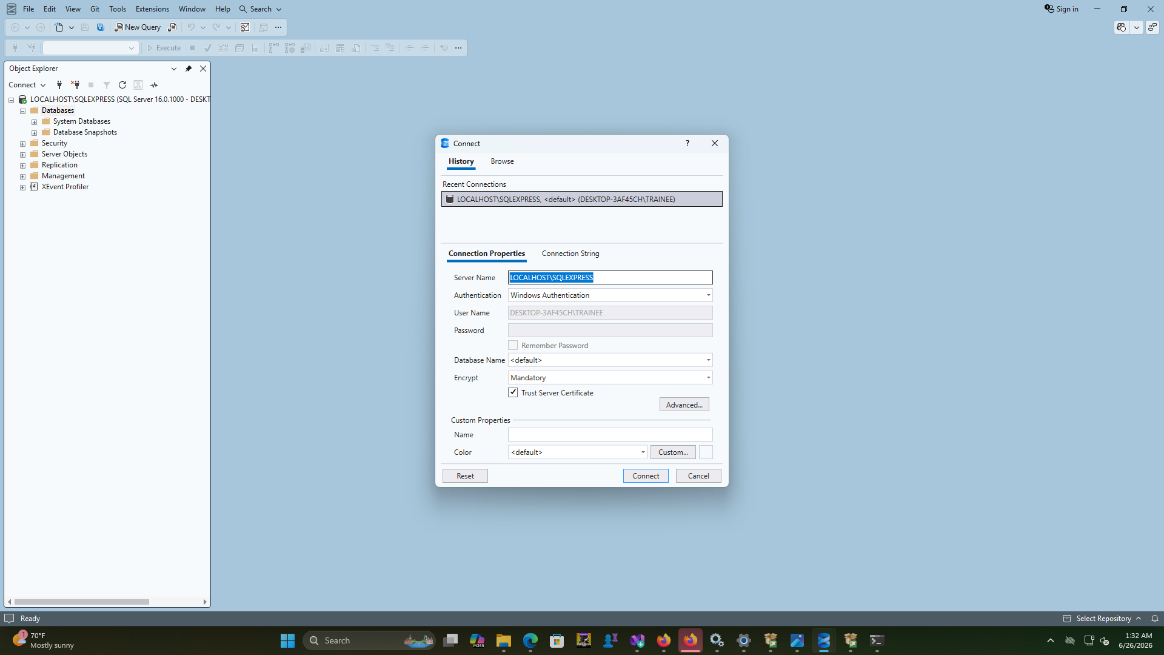 File Edit View Git Tools Extensions Window Help Search Sign in
New Query
Execute
Object Explorer
Connect
LOCALHOST\SQLEXPRESS (SQL Server 16.0.1000 - DESKT
Databases
System Databases
Database Snapshots
Security
Server Objects
Replication
Management
XEvent Profiler
Connect ?
History Browse
Recent Connections
LOCALHOST\SQLEXPRESS, <default> (DESKTOP-3AF45CH\TRAINEE)
Connection Properties Connection String
Server Name LOCALHOST\SQLEXPRESS
Authentication Windows Authentication
User Name DESKTOP-3AF45CH\TRAINEE
Password
Remember Password
Database Name <default>
Encrypt Mandatory
Trust Server Certificate
Advanced...
Custom Properties
Name
Color <default> Custom...
Reset Connect Cancel
Ready Select Repository
70°F
Mostly sunny
Search
1:32 AM
6/26/2026